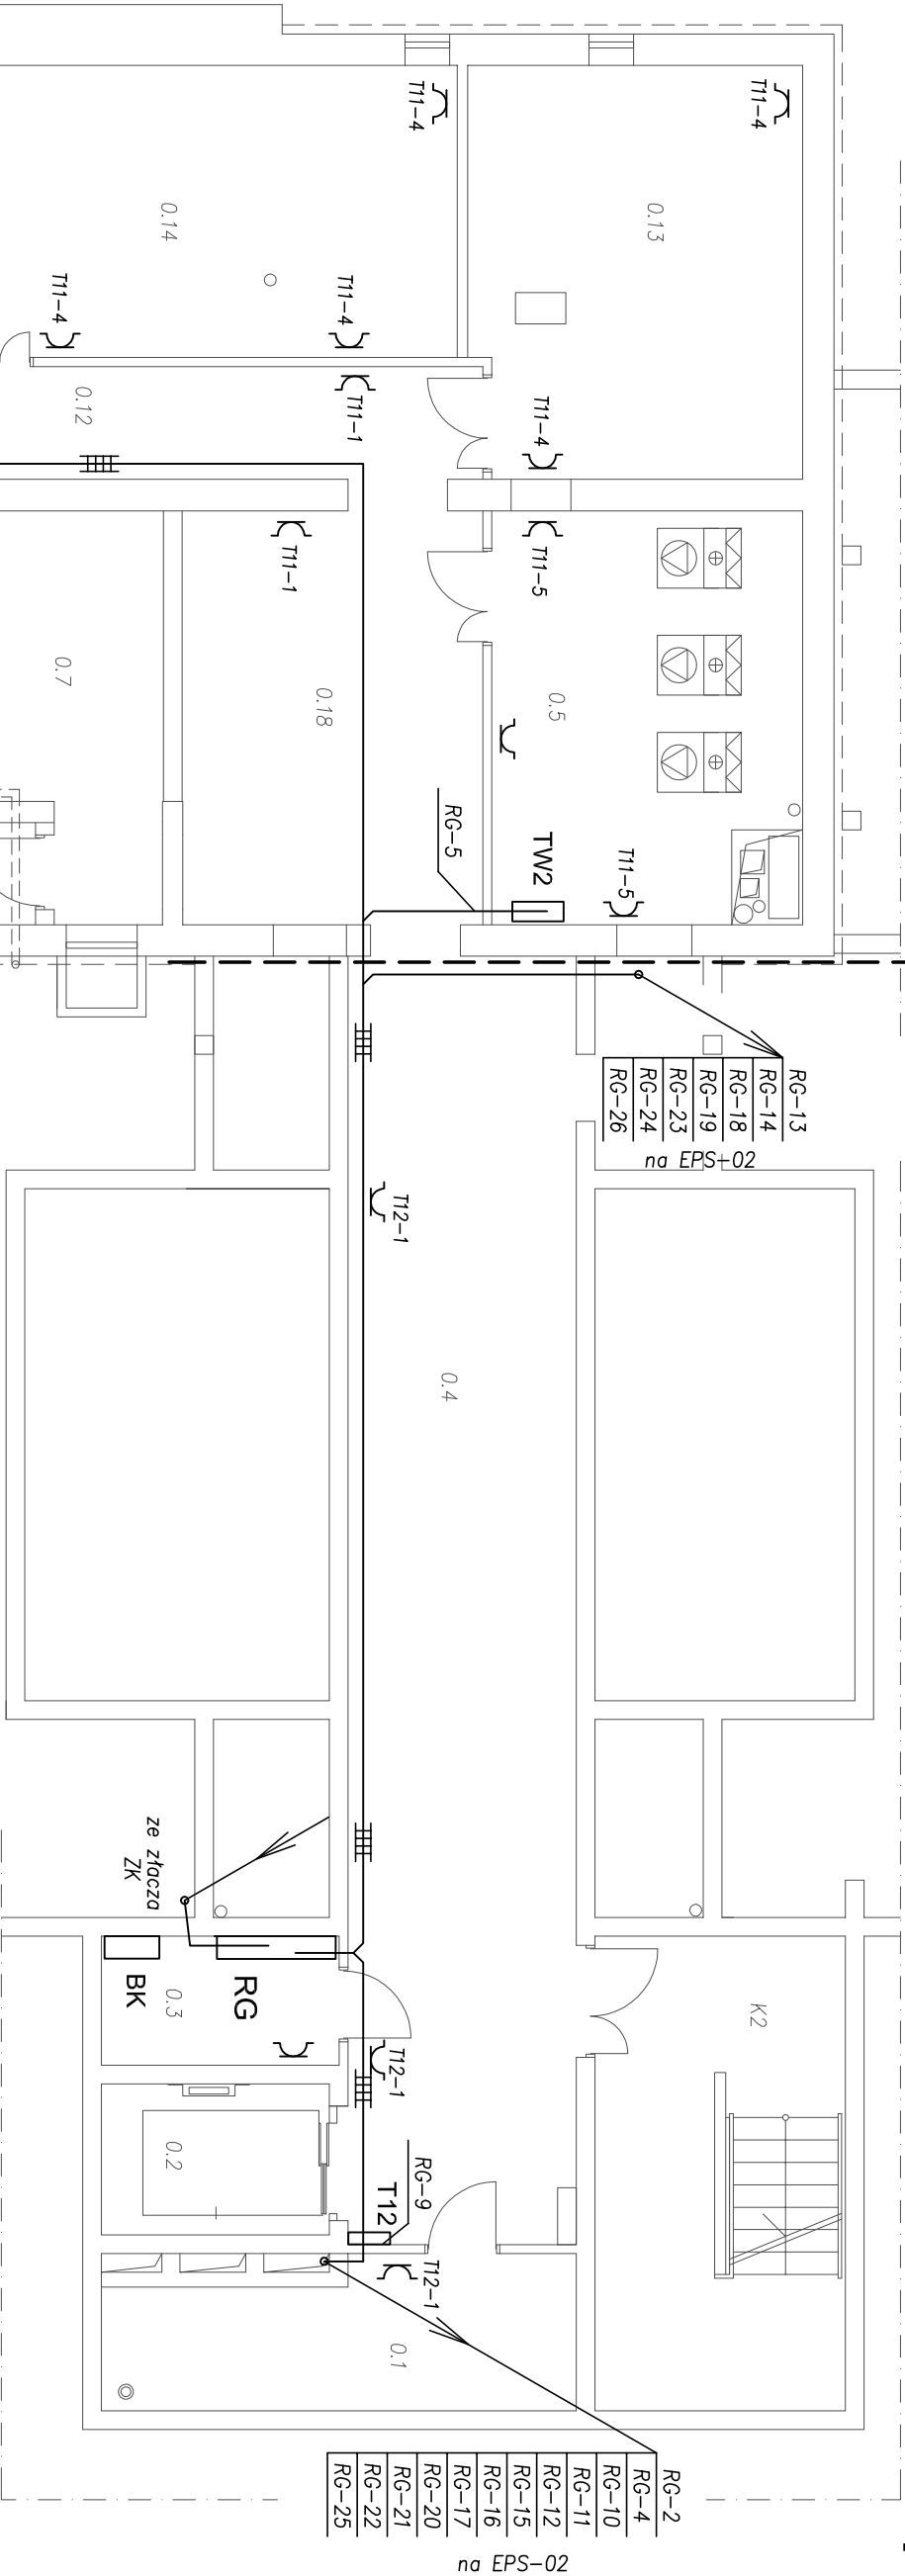 T11-4
T11-4
0.14
0.13
T11-4
T11-4
0.12
T11-1
T11-4
T11-1
T11-5
0.7
0.18
0.5
RG-5
TW2
T11-5
RG-13
RG-14
RG-18
RG-19
RG-23
RG-24
RG-26
na EPS-02
T12-1
0.4
ze złącza
ZK
BK
0.3
RG
K2
T12-1
0.2
RG-9
T12
T12-1
0.1
RG-2
RG-4
RG-10
RG-11
RG-12
RG-15
RG-16
RG-17
RG-20
RG-21
RG-22
RG-25
na EPS-02